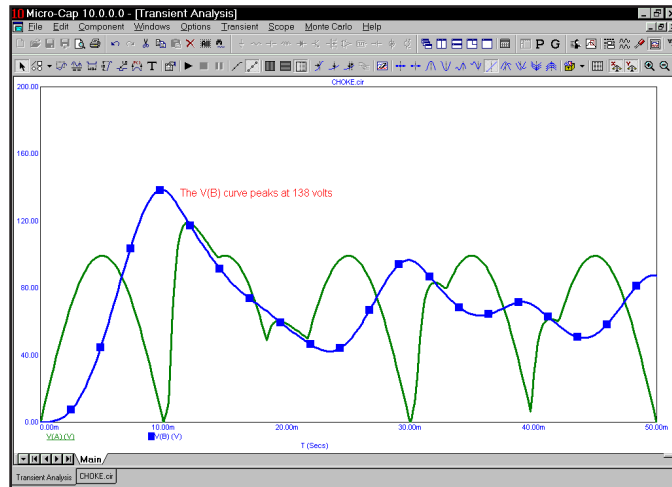 Micro-Cap 10.0.0.0 - [Transient Analysis]
File Edit Component Windows Options Transient Scope Monte Carlo Help
T P G
CHOKE.cir
200.00
160.00
120.00
80.00
40.00
0.00
The V(B) curve peaks at 138 volts
0.00m 10.00m 20.00m 30.00m 40.00m 50.00m
V(A) (V) V(B) (V)
T (Secs)
Main
Transient Analysis CHOKE.cir